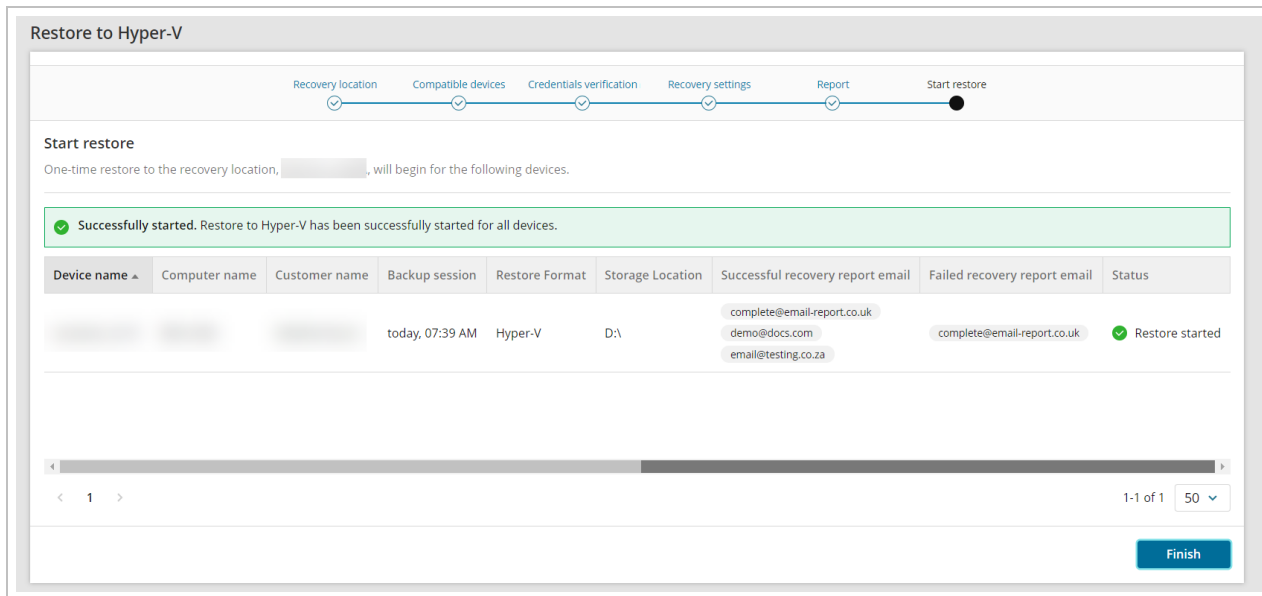 Restore to Hyper-V
Recovery location
Compatible devices
Credentials verification
Recovery settings
Report
Start restore
Start restore
One-time restore to the recovery location, , will begin for the following devices.
Successfully started. Restore to Hyper-V has been successfully started for all devices.
Device name Computer name Customer name Backup session Restore Format Storage Location Successful recovery report email Failed recovery report email Status
complete@email-report.co.uk
today, 07:39 AM Hyper-V D:\ demo@docs.com complete@email-report.co.uk Restore started
email@testing.co.za
1
1-1 of 1 50
Finish